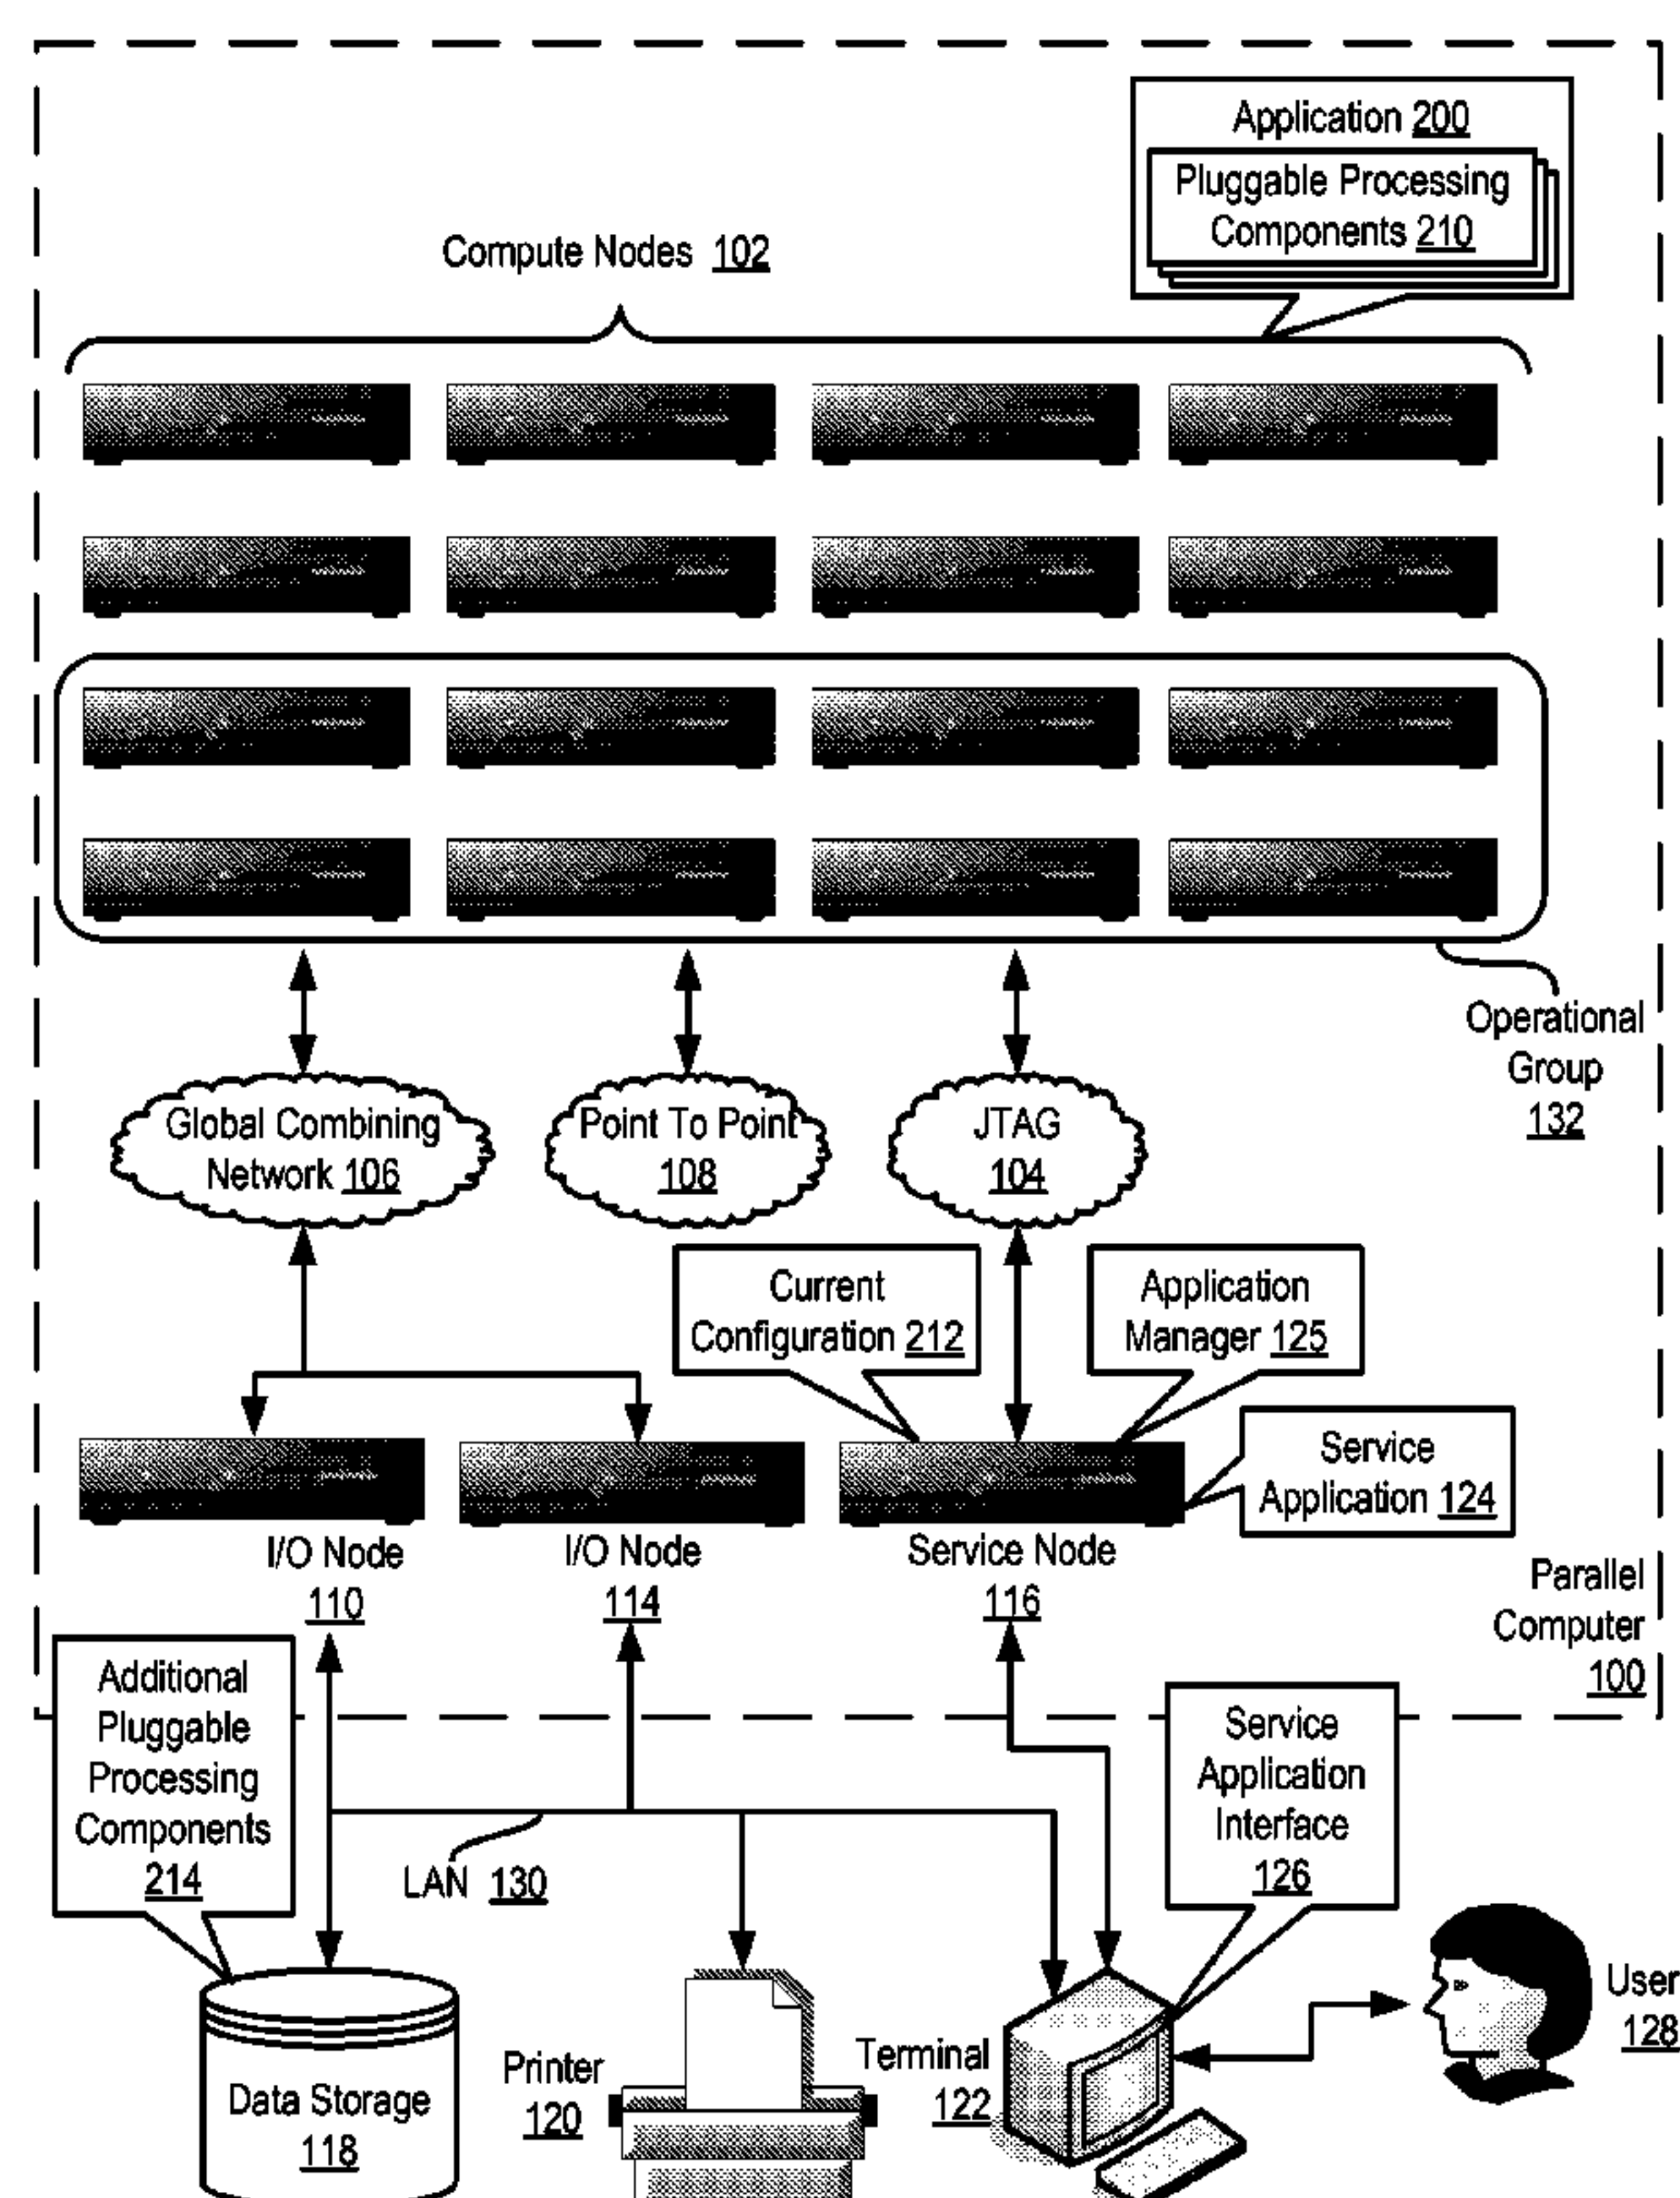 Application 200
Pluggable Processing
Components 210
Compute Nodes 102
Operational
Group
132
Global Combining
Network 106
Point To Point
108
JTAG
104
Current
Configuration 212
Application
Manager 125
Service
Application 124
I/O Node
110
I/O Node
114
Service Node
116
Parallel
Computer
100
Additional
Pluggable
Processing
Components
214
Service
Application
Interface
126
LAN 130
User
128
Data Storage
118
Printer
120
Terminal
122